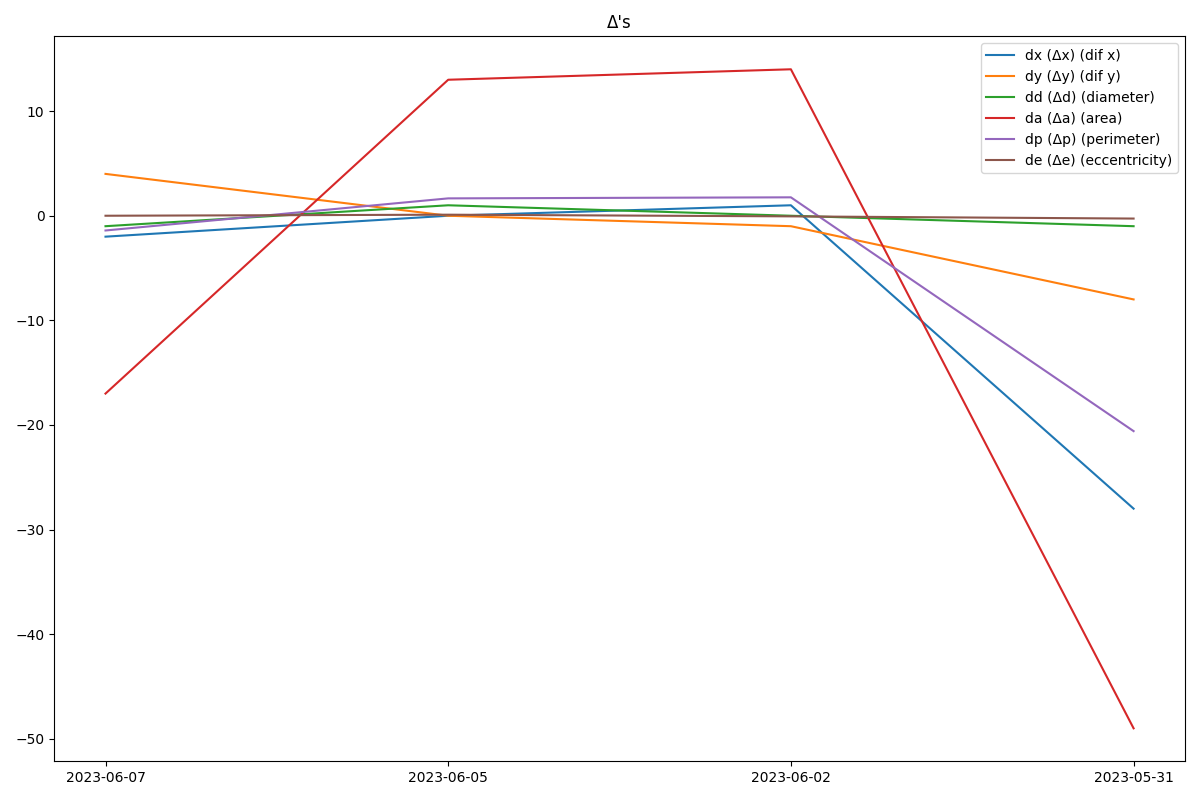 Δ's
dx (Δx) (dif x)
dy (Δy) (dif y)
dd (Δd) (diameter)
da (Δa) (area)
dp (Δp) (perimeter)
de (Δe) (eccentricity)
10
0
−10
−20
−30
−40
−50
2023-06-07 2023-06-05 2023-06-02 2023-05-31